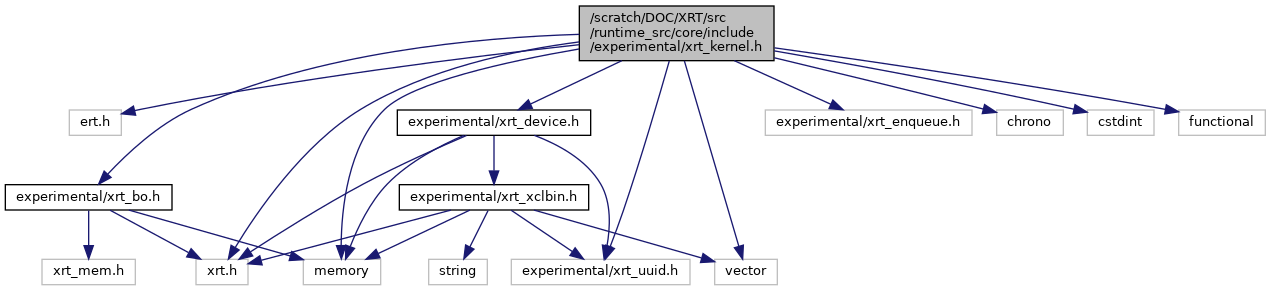 /scratch/DOC/XRT/src
/runtime_src/core/include
/experimental/xrt_kernel.h
ert.h
experimental/xrt_device.h
experimental/xrt_enqueue.h
chrono
cstdint
functional
experimental/xrt_bo.h
experimental/xrt_xclbin.h
xrt_mem.h
xrt.h
memory
string
experimental/xrt_uuid.h
vector